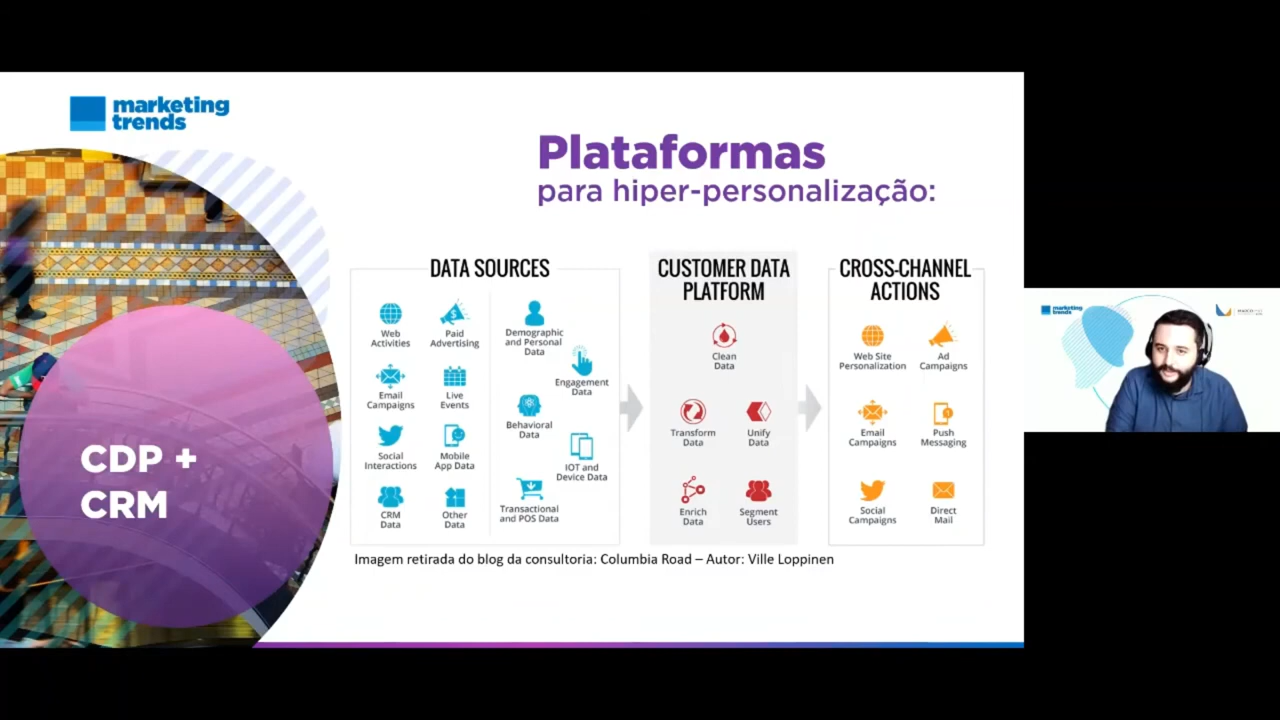 marketing
trends
Plataformas
para hiper-personalização:
CDP +
CRM
DATA SOURCES
Web
Activities
Paid
Advertising
Email
Campaigns
Live
Events
Social
Interactions
Mobile
App Data
CRM
Data
Other
Data
Demographic
and Personal
Data
Engagement
Data
Behavioral
Data
IOT and
Device Data
Transactional
and POS Data
CUSTOMER DATA
PLATFORM
Clean
Data
Transform
Data
Unify
Data
Enrich
Data
Segment
Users
CROSS-CHANNEL
ACTIONS
Web Site
Personalization
Ad
Campaigns
Email
Campaigns
Push
Messaging
Social
Campaigns
Direct
Mail
Imagem retirada do blog da consultoria: Columbia Road – Autor: Ville Loppinen
marketing
trends